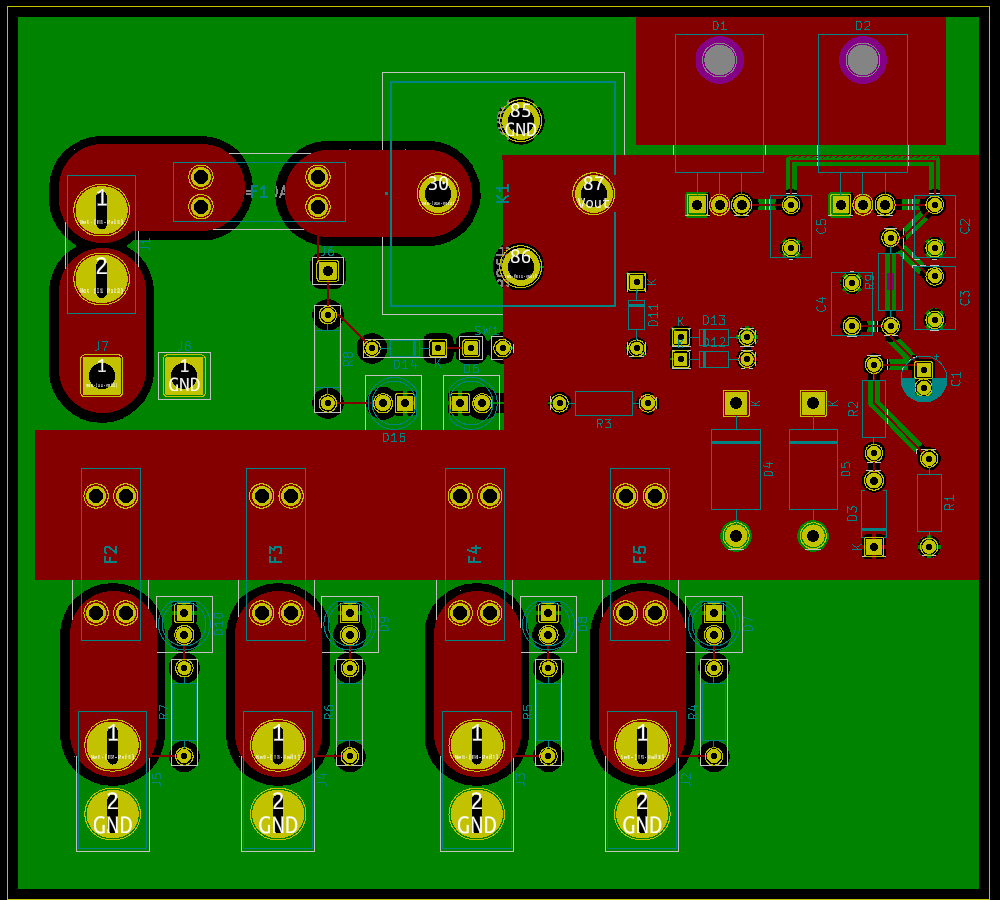 D1
D2
85
GND
30
87
Vout
K1
86
F1
1
2
J1
J6
J7
1
J8
1
GND
R8
D14
K
SW1
D6
D15
K
D11
K
D13
K
D12
R3
C5
C2
C4
R9
C3
C1
+
R2
K
D4
K
D5
D3
K
R1
F2
F3
F4
F5
D10
D9
D8
D7
R7
R6
R5
R4
1
1
1
1
J5
J4
J3
J2
2
GND
2
GND
2
GND
2
GND